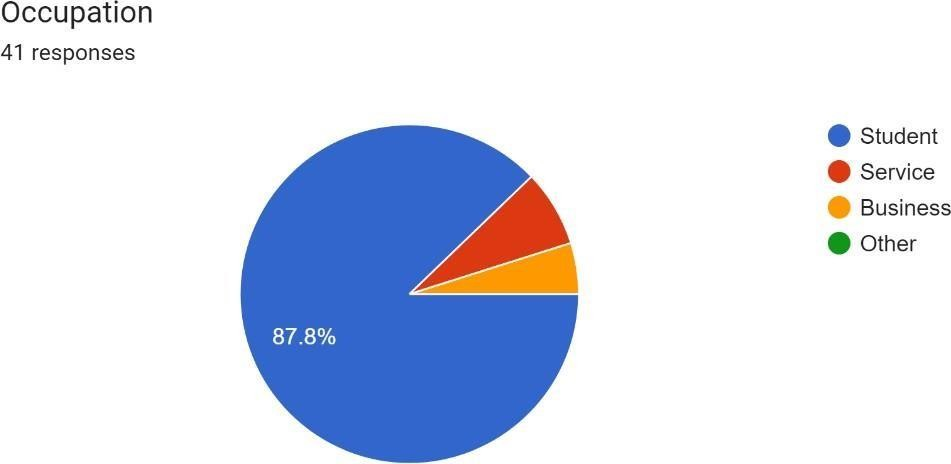 Occupation
41 responses
Student
Service
Business
Other
87.8%